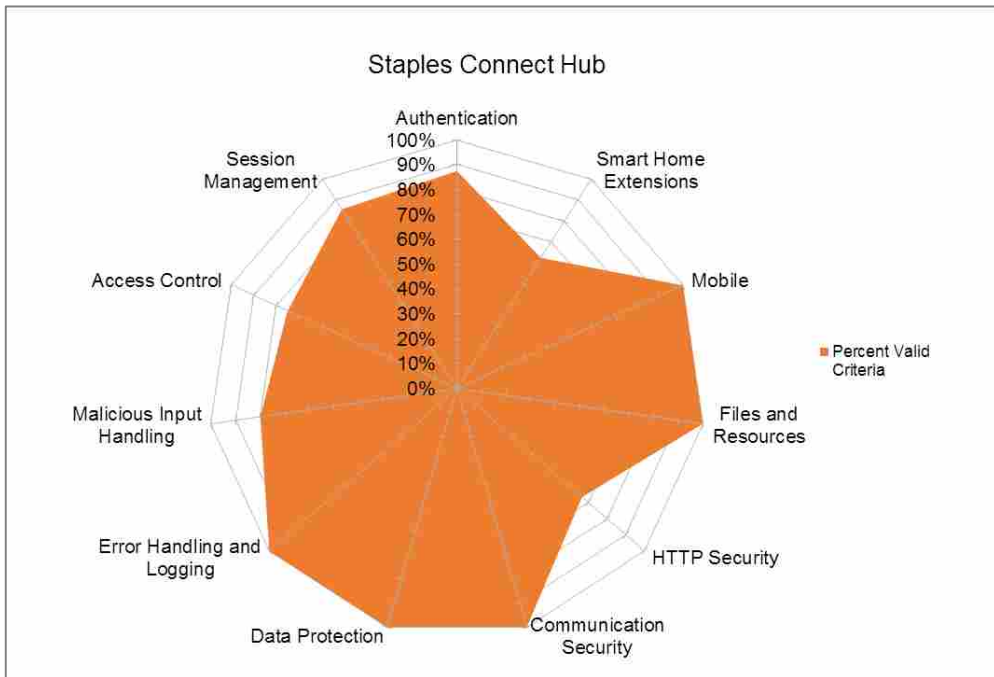 Staples Connect Hub
Authentication
100%
90%
80%
70%
60%
50%
40%
30%
20%
10%
0%
Smart Home
Extensions
Mobile
Files and
Resources
HTTP Security
Communication
Security
Data Protection
Error Handling and
Logging
Malicious Input
Handling
Access Control
Session
Management
Percent Valid
Criteria